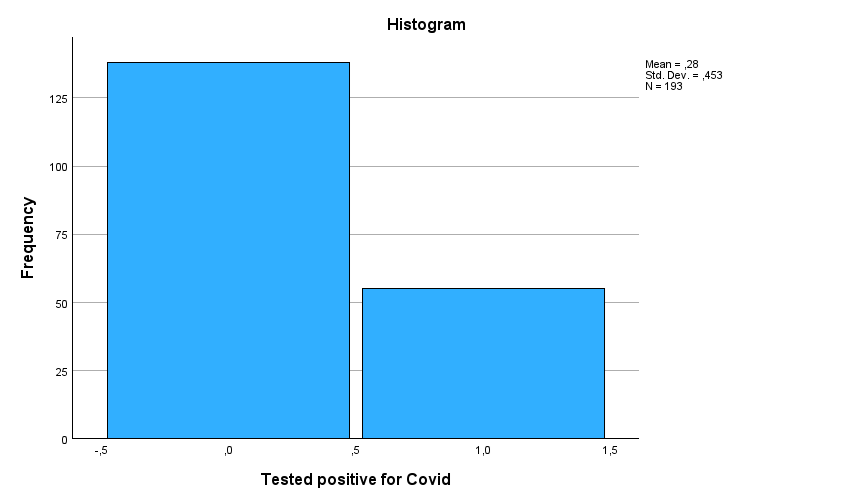 Histogram
Mean = ,28
Std. Dev. = ,453
N = 193
Frequency
125
100
75
50
25
0
-,5
,0
,5
1,0
1,5
Tested positive for Covid